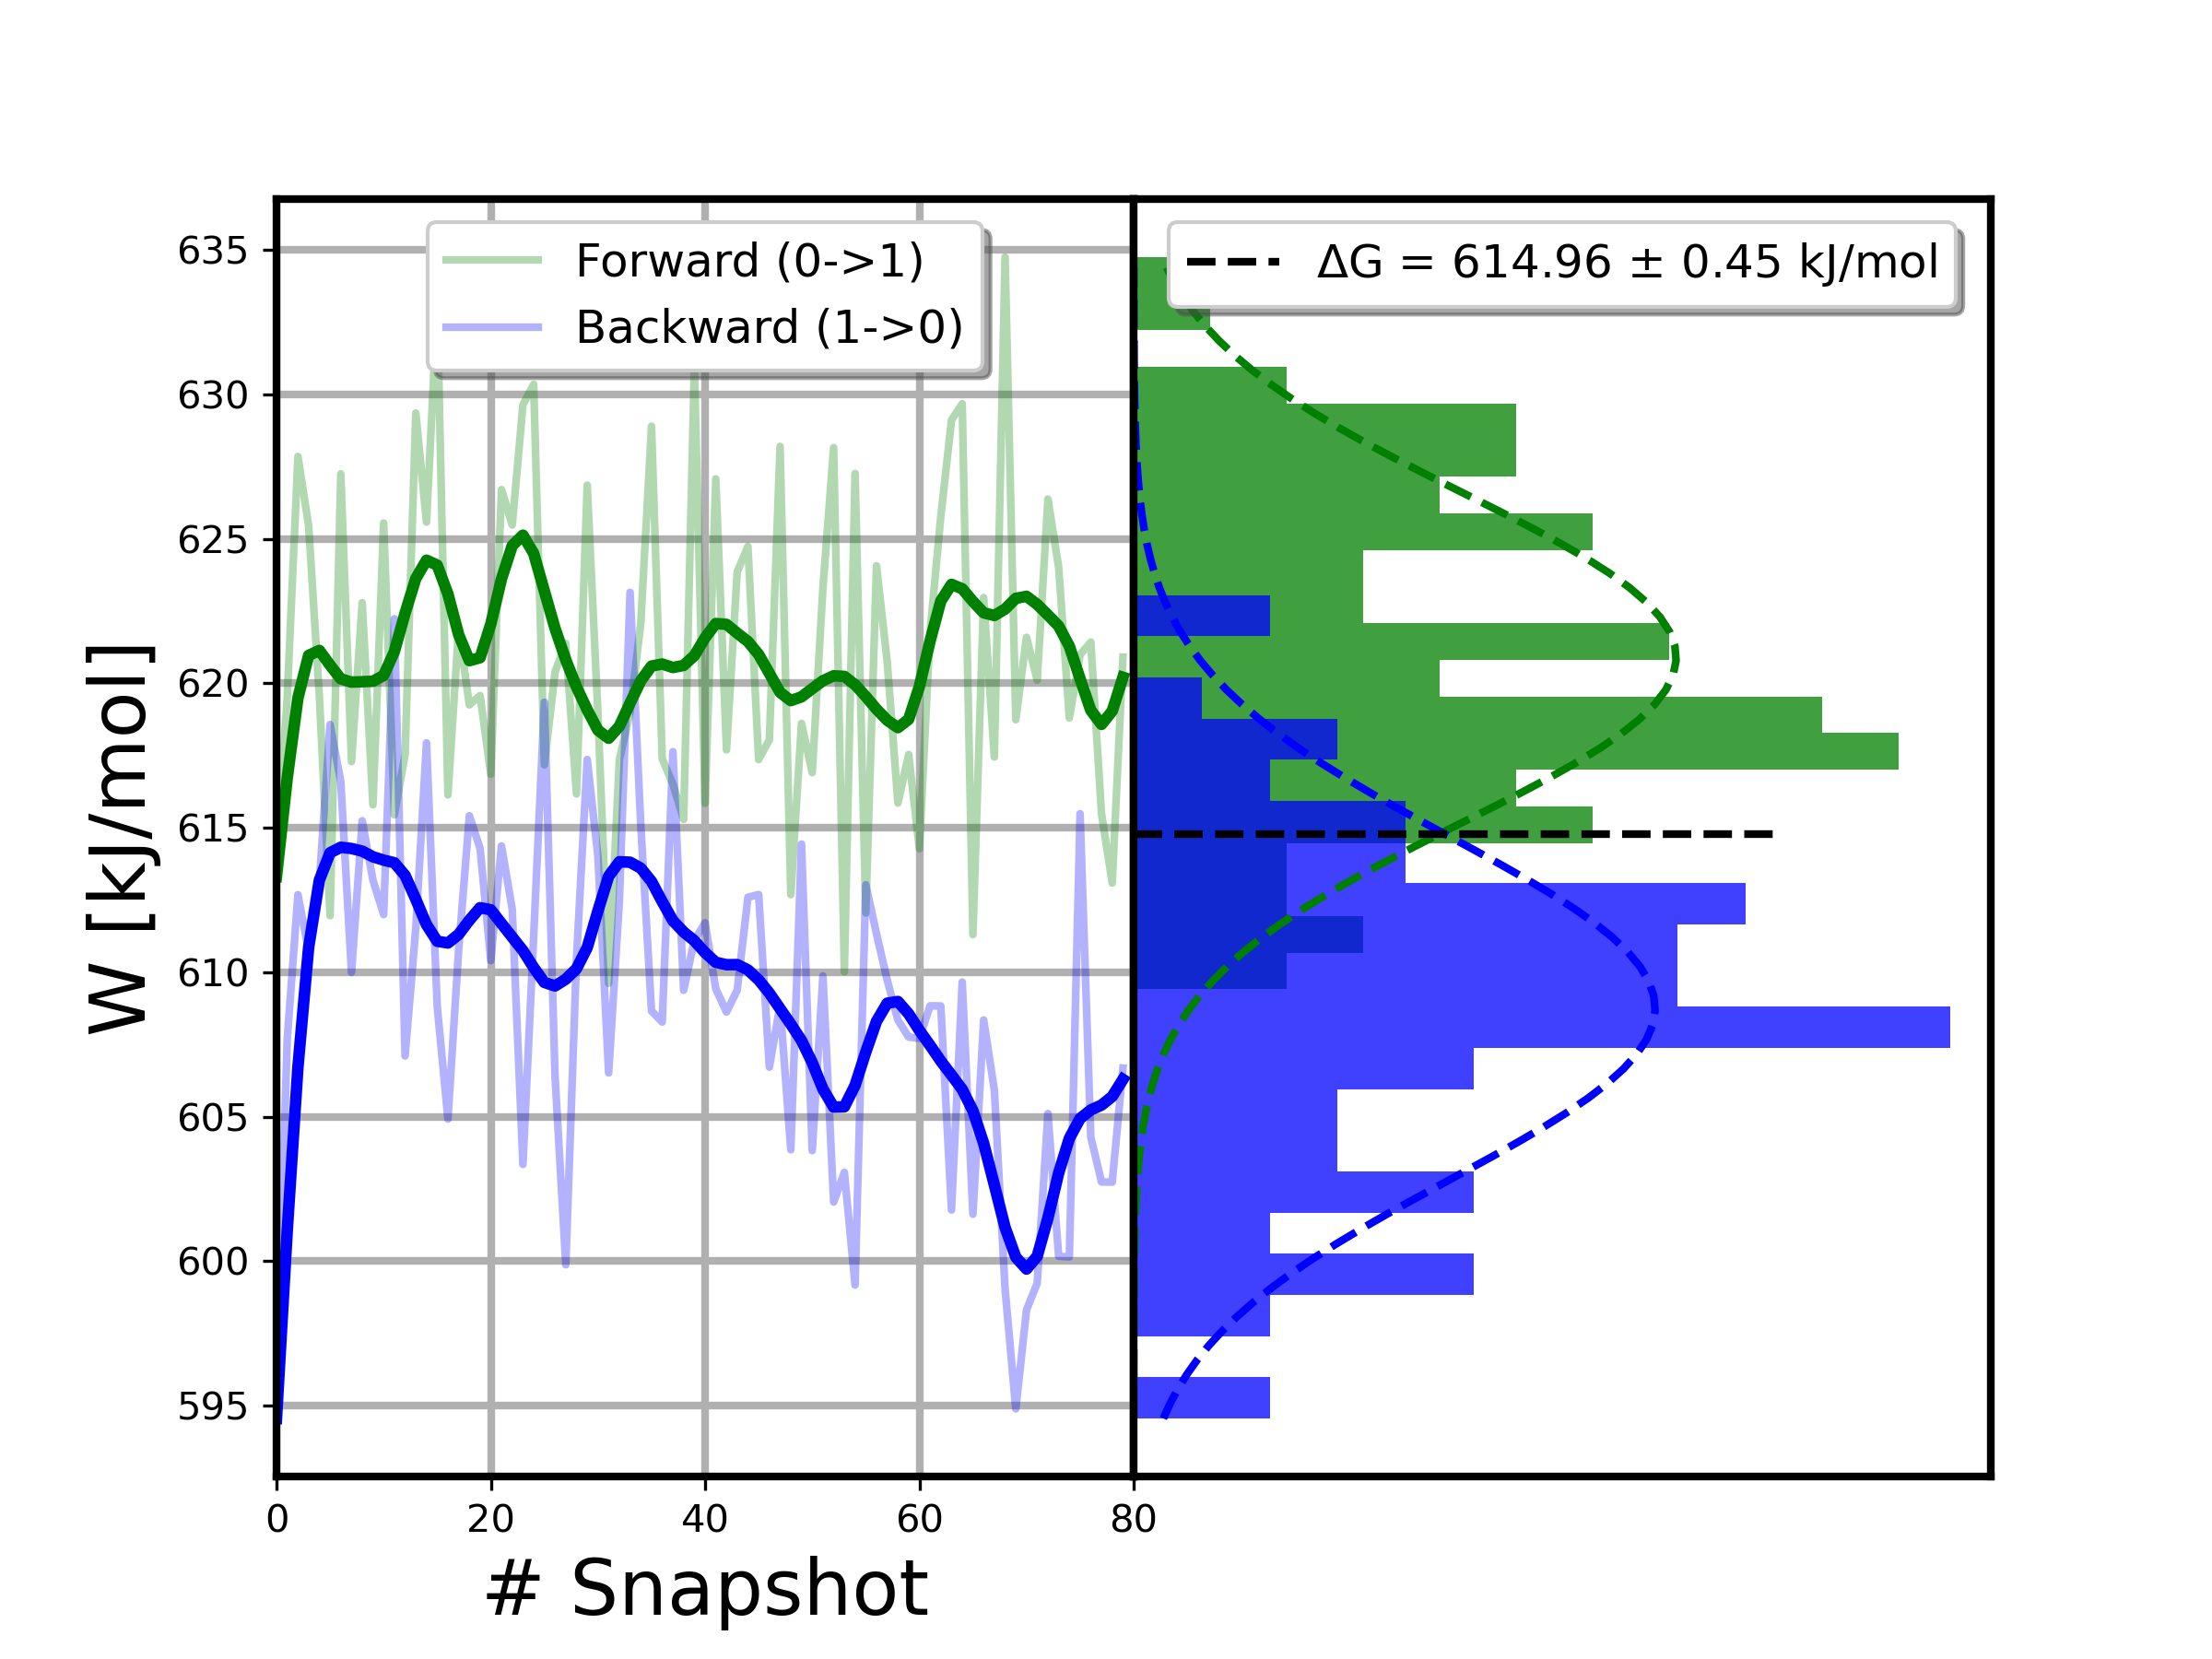 635
630
625
620
615
610
605
600
595
W [kJ/mol]
Forward (0->1)
Backward (1->0)
ΔG = 614.96 ± 0.45 kJ/mol
0 20 40 60 80
# Snapshot